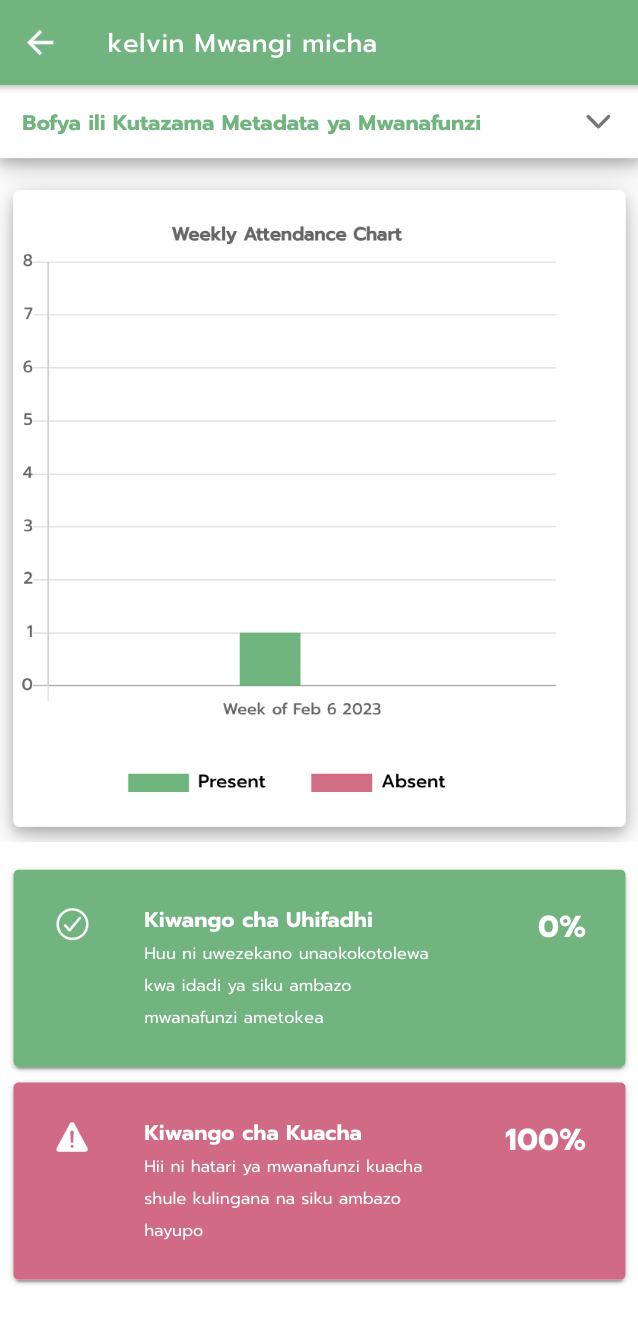 kelvin Mwangi micha
Bofya ili Kutazama Metadata ya Mwanafunzi
Weekly Attendance Chart
8
7
6
5
4
3
2
1
0
Week of Feb 6 2023
Present Absent
Kiwango cha Uhifadhi 0%
Huu ni uwezekano unaokokotolewa
kwa idadi ya siku ambazo
mwanafunzi ametokea
Kiwango cha Kuacha 100%
Hii ni hatari ya mwanafunzi kuacha
shule kulingana na siku ambazo
hayupo